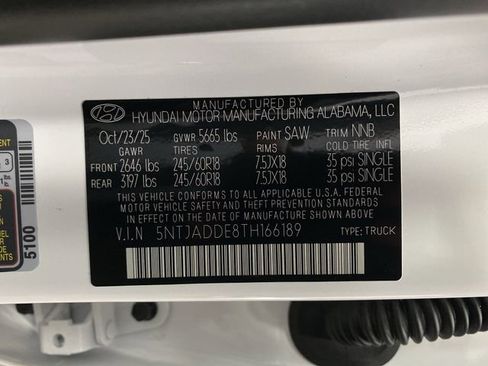 MANUFACTURED BY
HYUNDAI MOTOR MANUFACTURING ALABAMA, LLC
Oct/23/25 GVWR 5665 lbs PAINT SAW TRIM NNB
GAWR TIRES RIMS COLD TIRE INFL
FRONT 2646 lbs 245/60R18 7.5JX18 35 psi SINGLE
REAR 3197 lbs 245/60R18 7.5JX18 35 psi SINGLE
THIS VEHICLE CONFORMS TO ALL APPLICABLE U.S.A. FEDERAL
MOTOR VEHICLE SAFETY, BUMPER, AND THEFT PREVENTION STANDARDS
IN EFFECT ON THE DATE OF MANUFACTURE SHOWN ABOVE.
V.I.N 5NTJADDE8TH166189 TYPE: TRUCK
5100
3